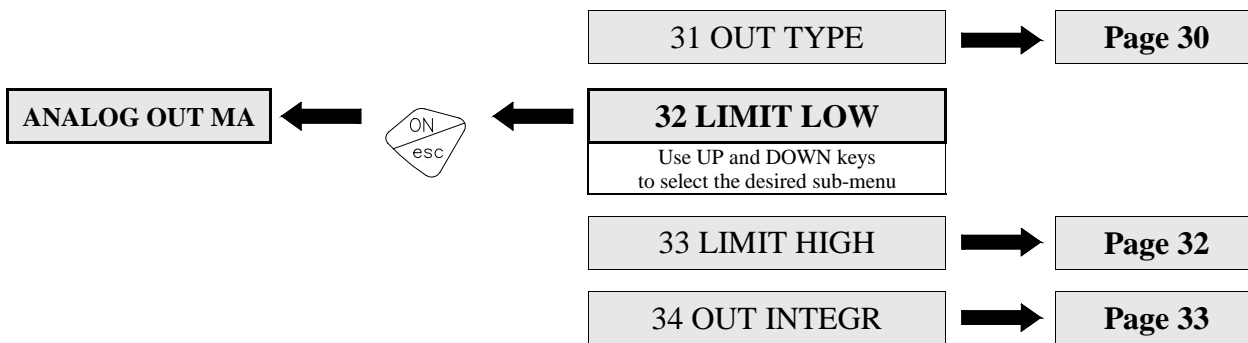 31 OUT TYPE
Page 30
ANALOG OUT MA
ON
esc
32 LIMIT LOW
Use UP and DOWN keys
to select the desired sub-menu
33 LIMIT HIGH
Page 32
34 OUT INTEGR
Page 33